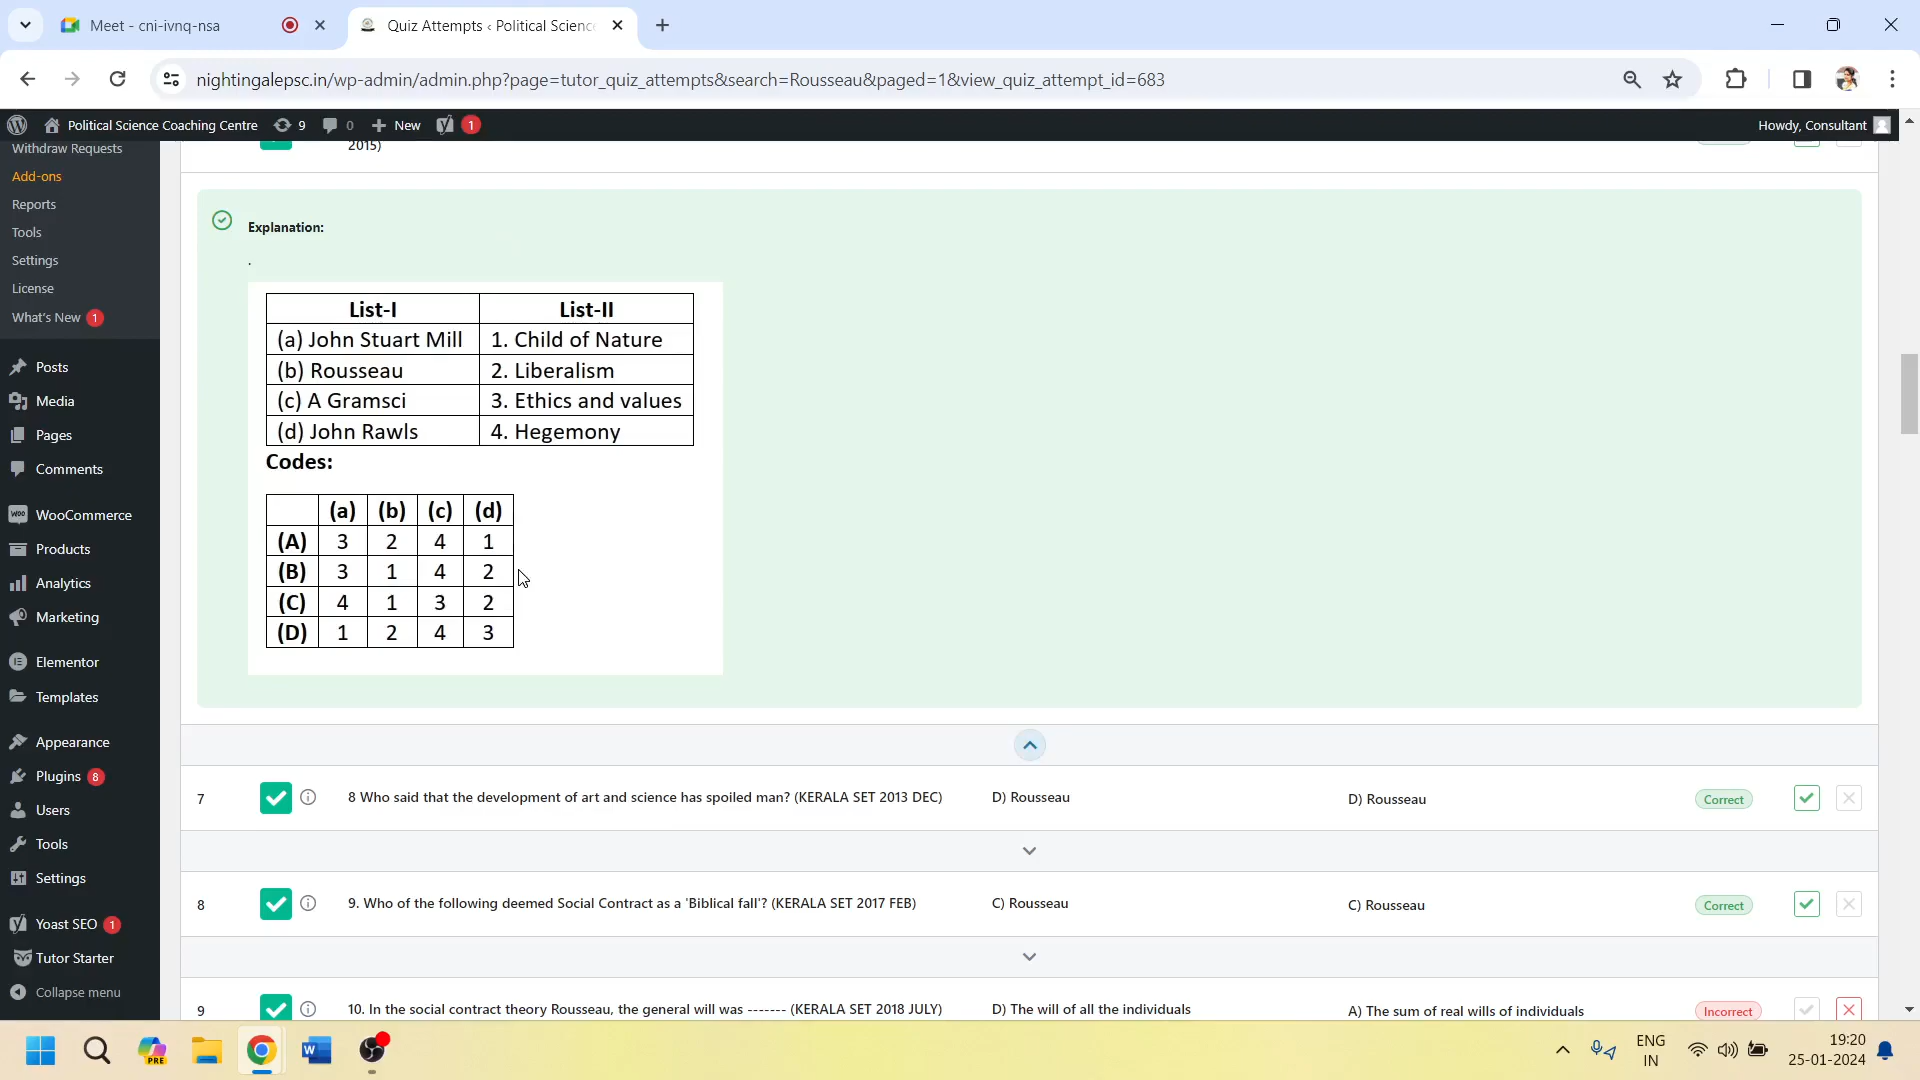 Meet - cni-ivnq-nsa
Quiz Attempts ‹ Political Science
nightingalepsc.in/wp-admin/admin.php?page=tutor_quiz_attempts&search=Rousseau&paged=1&view_quiz_attempt_id=683
Political Science Coaching Centre 9 0 New 1 Howdy, Consultant
Withdraw Requests
Add-ons
Reports
Tools
Settings
License
What's New 1
Posts
Media
Pages
Comments
WooCommerce
Products
Analytics
Marketing
Elementor
Templates
Appearance
Plugins 8
Users
Tools
Settings
Yoast SEO 1
Tutor Starter
Collapse menu
2015)
Explanation:
.
List-I List-II
(a) John Stuart Mill 1. Child of Nature
(b) Rousseau 2. Liberalism
(c) A Gramsci 3. Ethics and values
(d) John Rawls 4. Hegemony
Codes:
(a) (b) (c) (d)
(A) 3 2 4 1
(B) 3 1 4 2
(C) 4 1 3 2
(D) 1 2 4 3
7 8 Who said that the development of art and science has spoiled man? (KERALA SET 2013 DEC) D) Rousseau D) Rousseau Correct
8 9. Who of the following deemed Social Contract as a 'Biblical fall'? (KERALA SET 2017 FEB) C) Rousseau C) Rousseau Correct
9 10. In the social contract theory Rousseau, the general will was ------- (KERALA SET 2018 JULY) D) The will of all the individuals A) The sum of real wills of individuals Incorrect
PRE
ENG
IN
19:20
25-01-2024